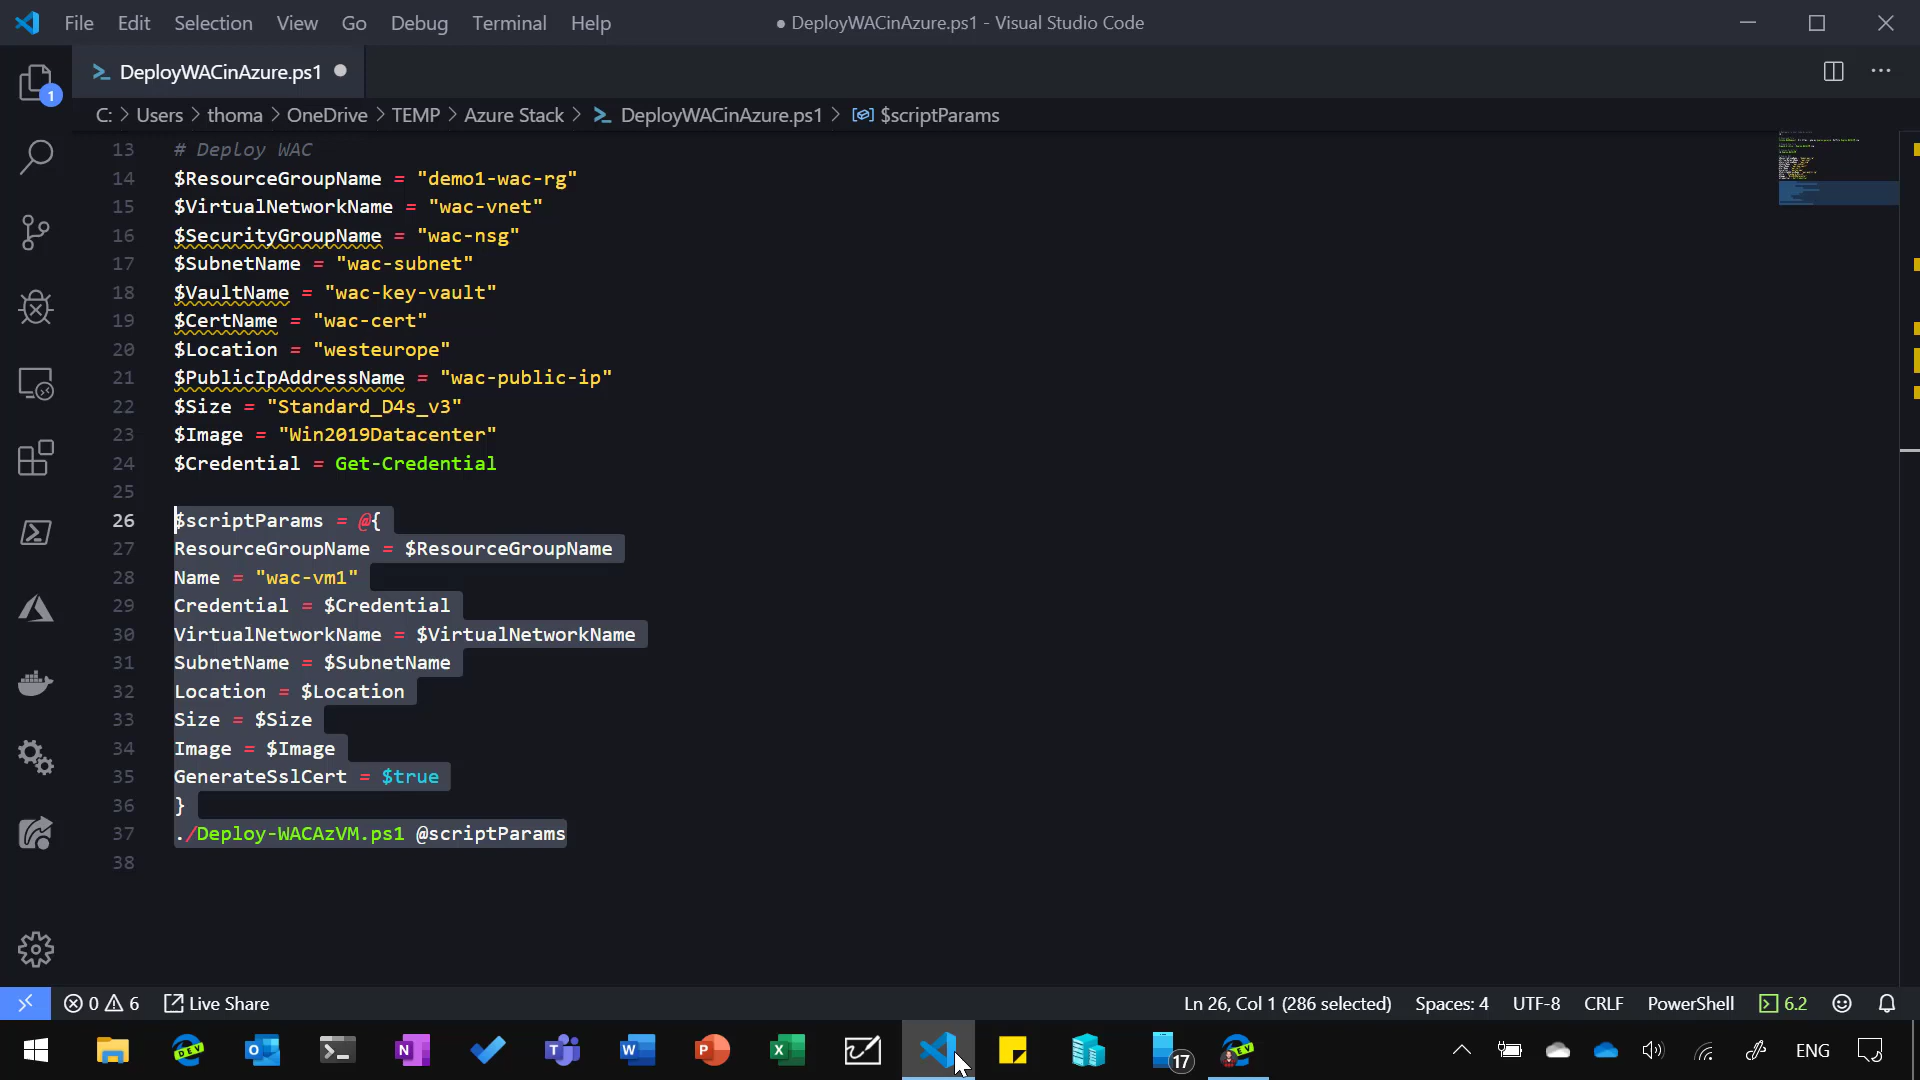 File Edit Selection View Go Debug Terminal Help
● DeployWACinAzure.ps1 - Visual Studio Code
DeployWACinAzure.ps1 ●
1
C: > Users > thoma > OneDrive > TEMP > Azure Stack > DeployWACinAzure.ps1 > $scriptParams
13 # Deploy WAC
14 $ResourceGroupName = "demo1-wac-rg"
15 $VirtualNetworkName = "wac-vnet"
16 $SecurityGroupName = "wac-nsg"
17 $SubnetName = "wac-subnet"
18 $VaultName = "wac-key-vault"
19 $CertName = "wac-cert"
20 $Location = "westeurope"
21 $PublicIpAddressName = "wac-public-ip"
22 $Size = "Standard_D4s_v3"
23 $Image = "Win2019Datacenter"
24 $Credential = Get-Credential
25
26 $scriptParams = @{
27 ResourceGroupName = $ResourceGroupName
28 Name = "wac-vm1"
29 Credential = $Credential
30 VirtualNetworkName = $VirtualNetworkName
31 SubnetName = $SubnetName
32 Location = $Location
33 Size = $Size
34 Image = $Image
35 GenerateSslCert = $true
36 }
37 ./Deploy-WACAzVM.ps1 @scriptParams
38
0 6 Live Share
Ln 26, Col 1 (286 selected) Spaces: 4 UTF-8 CRLF PowerShell 6.2
DEV O N W P X 17 DEV ENG